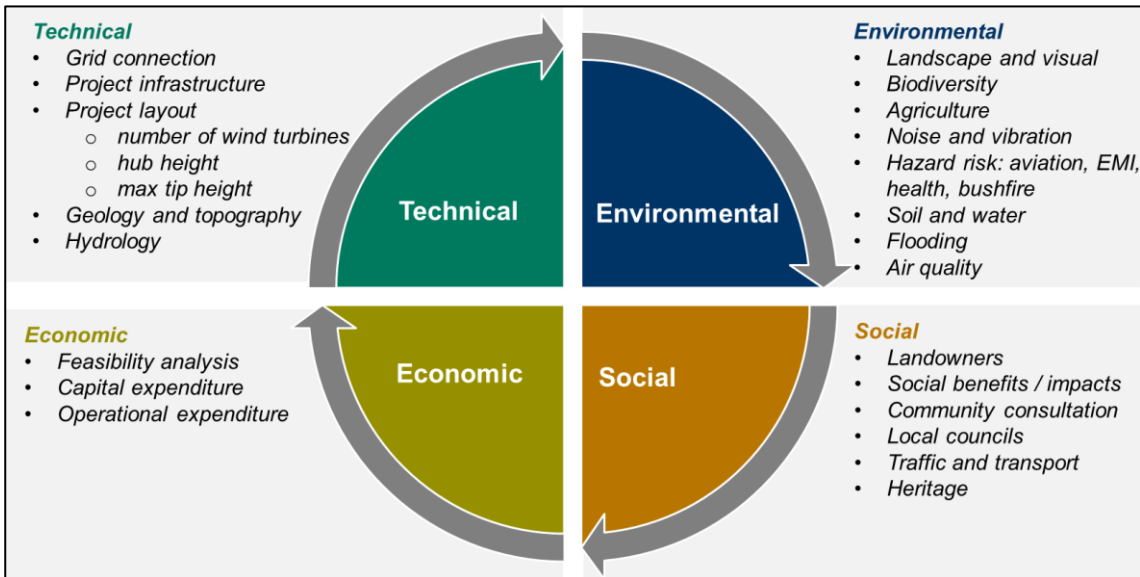 Technical
• Grid connection
• Project infrastructure
• Project layout
o number of wind turbines
o hub height
o max tip height
• Geology and topography
• Hydrology
Technical
Environmental
Environmental
• Landscape and visual
• Biodiversity
• Agriculture
• Noise and vibration
• Hazard risk: aviation, EMI,
health, bushfire
• Soil and water
• Flooding
• Air quality
Economic
• Feasibility analysis
• Capital expenditure
• Operational expenditure
Economic
Social
Social
• Landowners
• Social benefits / impacts
• Community consultation
• Local councils
• Traffic and transport
• Heritage